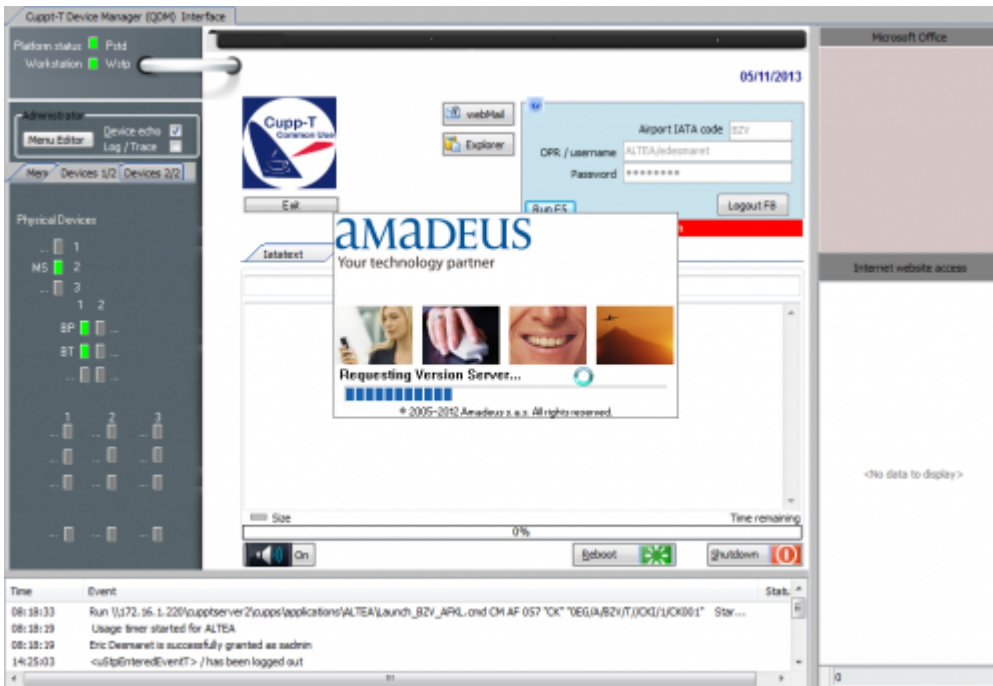 Cuppt-T Device Manager (QDM) Interface
Platform status Pstd
Workstation Wstp
Administrator
Menu Editor
Device echo
Log / Trace
Devices 1/2
Devices 2/2
Physical Devices
... 1
MS 2
... 3
1 2
BP ...
BT ...
... ...
1 2 3
... ... ...
... ... ...
... ... ...
... ... ...
05/11/2013
Cupp-T
Common Use
webMail
Explorer
Exit
Airport IATA code BZV
OPR / username ALTEA/edesmaret
Password ********
Run F5
Logout F8
Iatatext
aMaDEUS
Your technology partner
Requesting Version Server...
© 2005-2012 Amadeus s.a.s. All rights reserved.
Size
Time remaining
0%
On
Reboot
Shutdown
Microsoft Office
Internet website access
<No data to display>
0
Time Event Stat.
08:18:33 Run \\172.16.1.220\cupptserver2\cupps\applications\ALTEA\Launch_BZV_AFKL.cmd CM AF 057 "CK" Star...
08:18:19 Usage timer started for ALTEA
08:18:19 Eric Desmaret is successfully granted as sadmin
14:25:03 <uStpEnteredEventT> / has been logged out